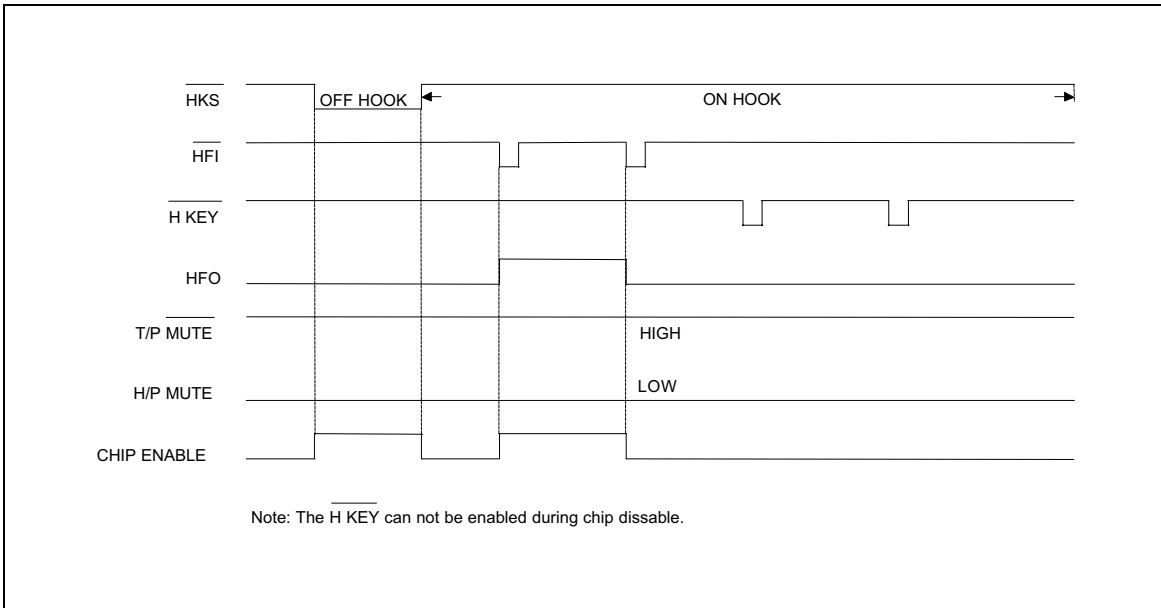 HKS OFF HOOK ON HOOK
HFI
H KEY
HFO
T/P MUTE HIGH
H/P MUTE LOW
CHIP ENABLE
Note: The H KEY can not be enabled during chip dissable.